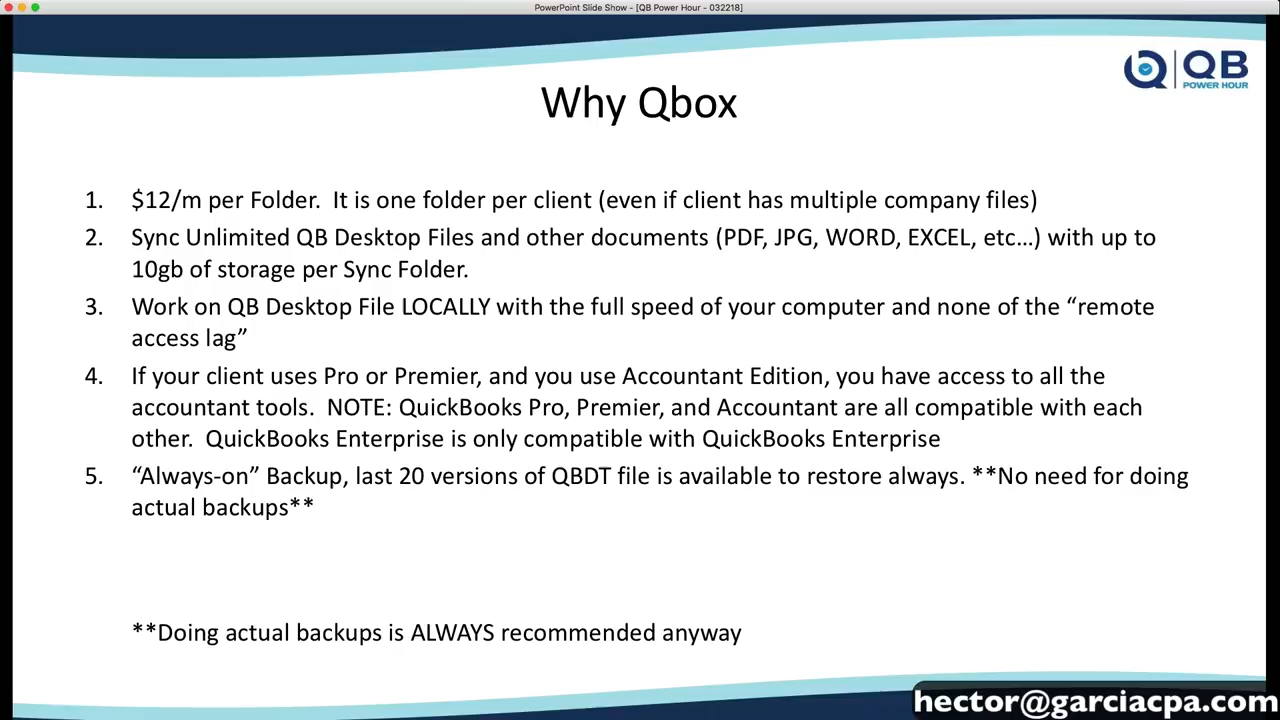 PowerPoint Slide Show - [QB Power Hour - 032218]
QB
POWER HOUR
Why Qbox
1. $12/m per Folder. It is one folder per client (even if client has multiple company files)
2. Sync Unlimited QB Desktop Files and other documents (PDF, JPG, WORD, EXCEL, etc...) with up to
10gb of storage per Sync Folder.
3. Work on QB Desktop File LOCALLY with the full speed of your computer and none of the “remote
access lag”
4. If your client uses Pro or Premier, and you use Accountant Edition, you have access to all the
accountant tools. NOTE: QuickBooks Pro, Premier, and Accountant are all compatible with each
other. QuickBooks Enterprise is only compatible with QuickBooks Enterprise
5. “Always-on” Backup, last 20 versions of QBDT file is available to restore always. **No need for doing
actual backups**
**Doing actual backups is ALWAYS recommended anyway
hector@garciacpa.com